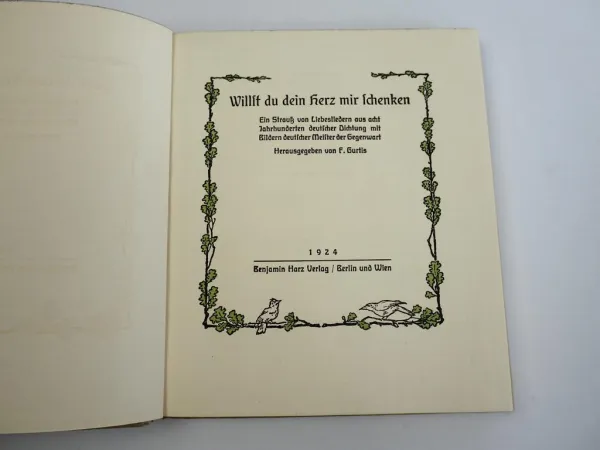 Willst du dein Herz mir schenken
Ein Strauß von Liebesliedern aus acht
Jahrhunderten deutscher Dichtung mit
Bildern deutscher Meister der Gegenwart
Herausgegeben von F. Gurtis
1924
Benjamin Harz Verlag / Berlin und Wien